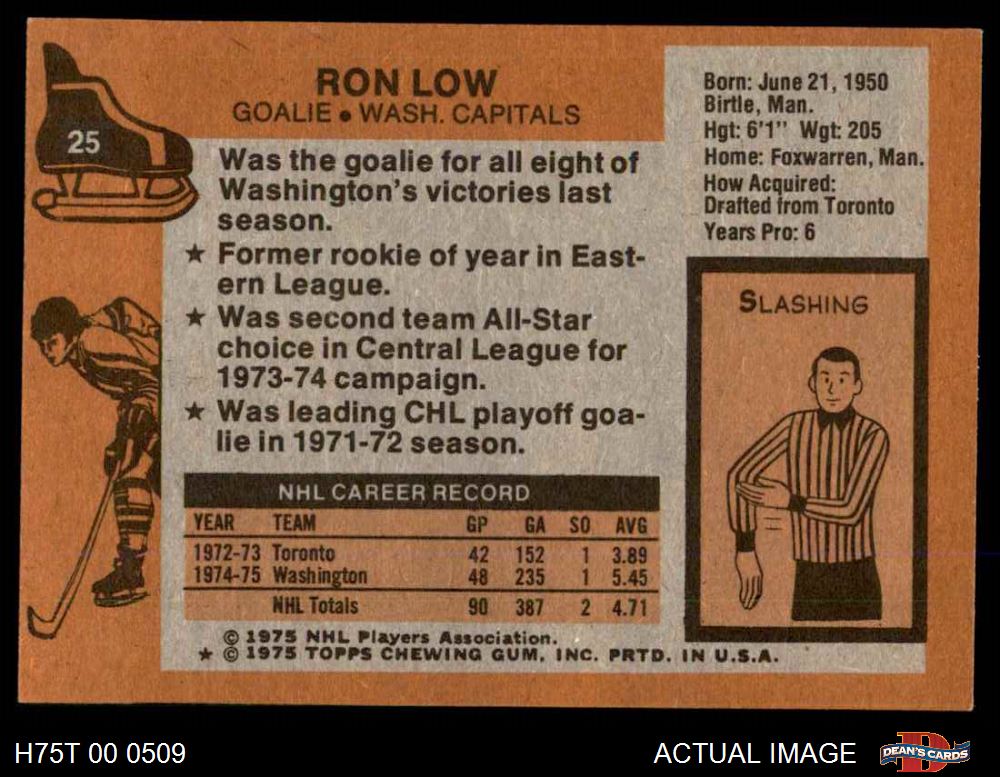 25
RON LOW
GOALIE • WASH. CAPITALS
Was the goalie for all eight of
Washington's victories last
season.
★ Former rookie of year in East-
ern League.
★ Was second team All-Star
choice in Central League for
1973-74 campaign.
★ Was leading CHL playoff goa-
lie in 1971-72 season.
NHL CAREER RECORD
YEAR TEAM GP GA SO AVG
1972-73 Toronto 42 152 1 3.89
1974-75 Washington 48 235 1 5.45
NHL Totals 90 387 2 4.71
© 1975 NHL Players Association.
★ © 1975 TOPPS CHEWING GUM, INC. PRTD. IN U.S.A.
Born: June 21, 1950
Birtle, Man.
Hgt: 6'1" Wgt: 205
Home: Foxwarren, Man.
How Acquired:
Drafted from Toronto
Years Pro: 6
SLASHING
H75T 00 0509
ACTUAL IMAGE
D
DEAN'S CARDS